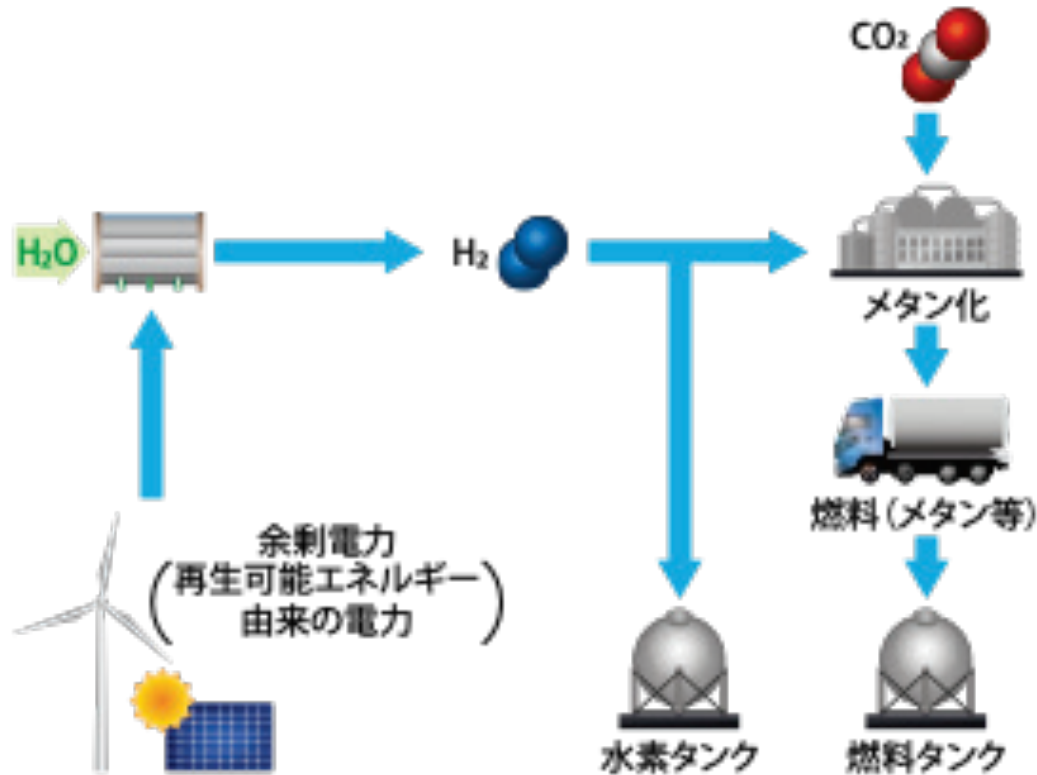 CO₂
H₂O
H₂
メタン化
燃料(メタン等)
余剰電力
(再生可能エネルギー
由来の電力)
水素タンク
燃料タンク